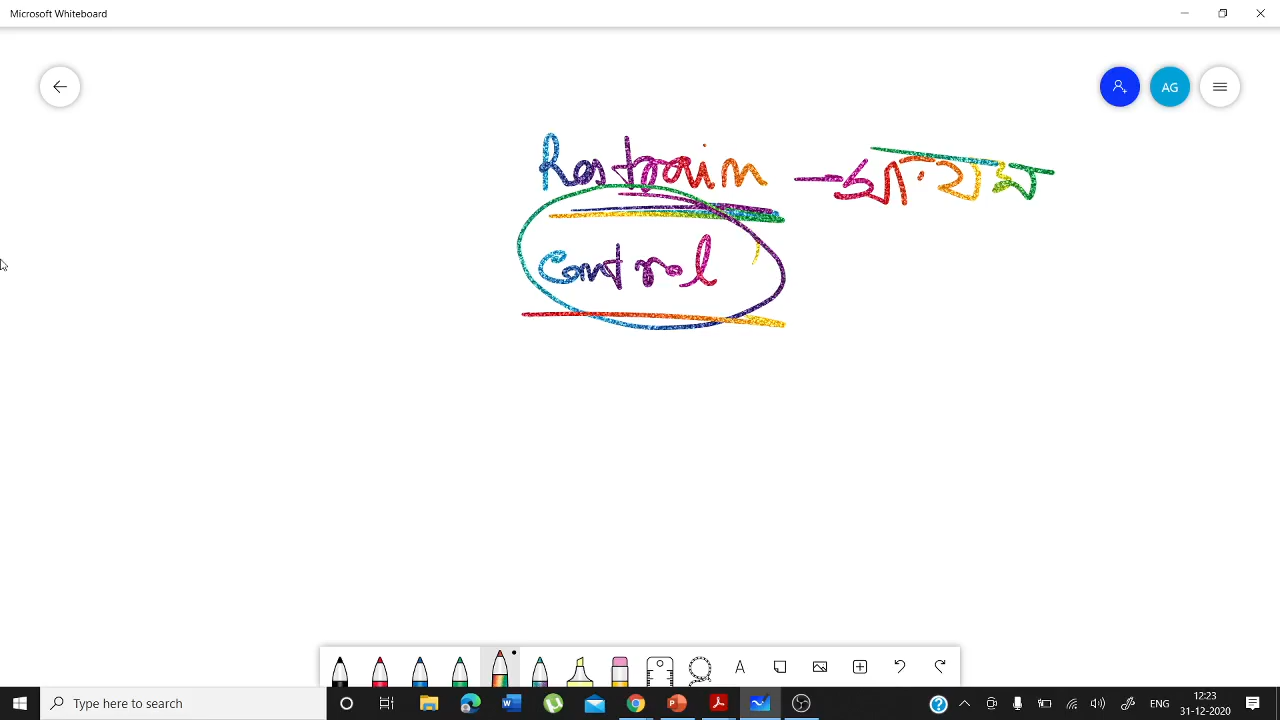 Microsoft Whiteboard
AG
Restrain – সংযম
Control
A
Type here to search
ENG
12:23
31-12-2020